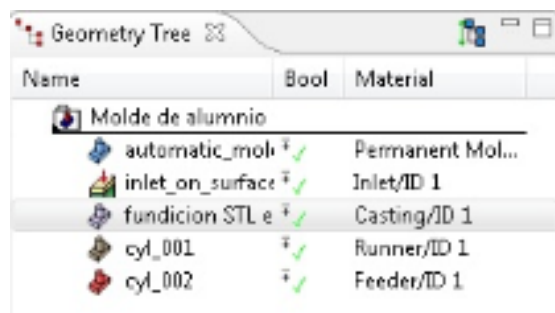 Geometry Tree
Name Bool Material
Molde de alumnio
automatic_mol Permanent Mol...
inlet_on_surface Inlet/ID 1
fundicion STL e Casting/ID 1
cyl_001 Runner/ID 1
cyl_002 Feeder/ID 1